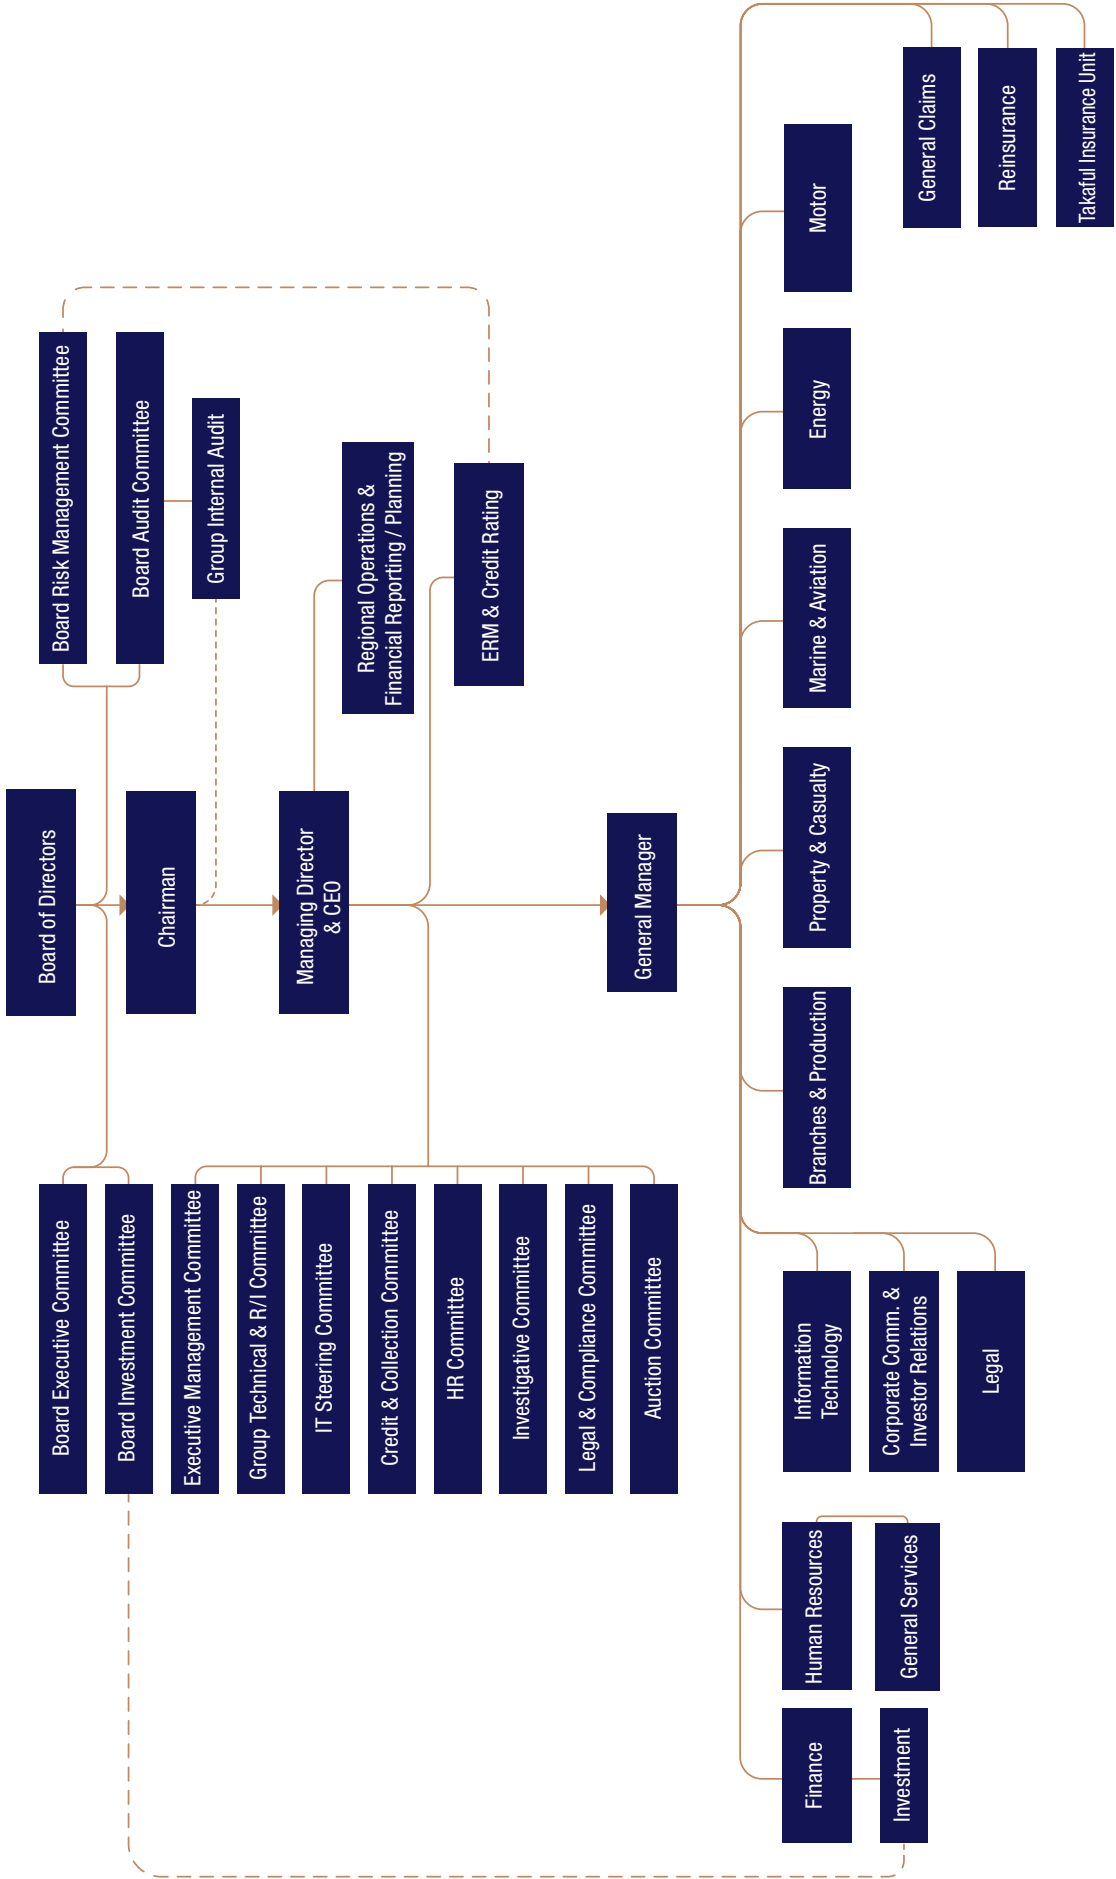 Board of Directors
Board Executive Committee
Board Investment Committee
Board Risk Management Committee
Board Audit Committee
Group Internal Audit
Chairman
Managing Director
& CEO
Regional Operations &
Financial Reporting / Planning
ERM & Credit Rating
Executive Management Committee
Group Technical & R/I Committee
IT Steering Committee
Credit & Collection Committee
HR Committee
Investigative Committee
Legal & Compliance Committee
Auction Committee
General Manager
Finance
Investment
Human Resources
General Services
Information
Technology
Corporate Comm. &
Investor Relations
Legal
Branches & Production
Property & Casualty
Marine & Aviation
Energy
Motor
General Claims
Reinsurance
Takaful Insurance Unit